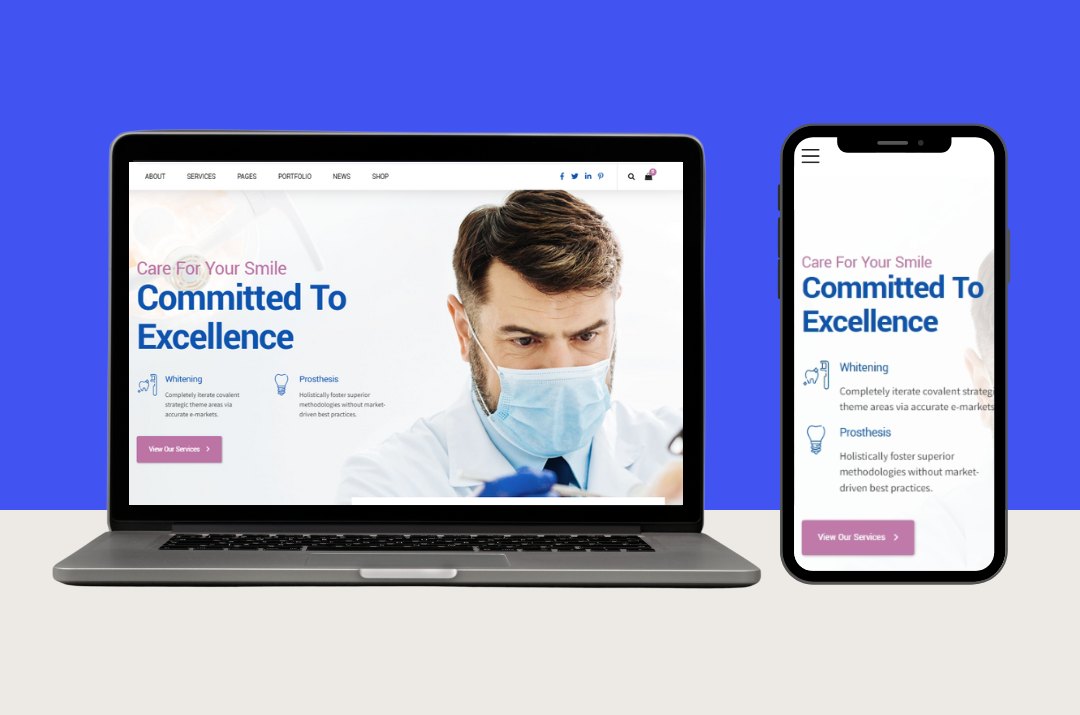 ABOUT SERVICES PAGES PORTFOLIO NEWS SHOP
0
Care For Your Smile
Committed To
Excellence
Whitening
Completely iterate covalent
strategic theme areas via
accurate e-markets.
Prosthesis
Holistically foster superior
methodologies without market-
driven best practices.
View Our Services
Care For Your Smile
Committed To
Excellence
Whitening
Completely iterate covalent strateg
theme areas via accurate e-markets
Prosthesis
Holistically foster superior
methodologies without market-
driven best practices.
View Our Services